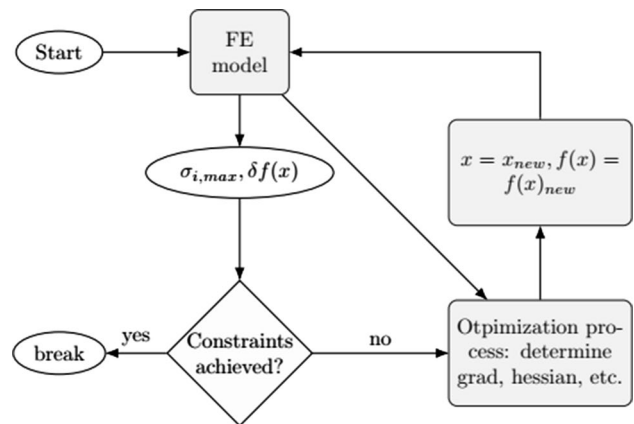 Start
FE
model
x = x_{new}, f(x) =
f(x)_{new}
σ_{i,max}, δf(x)
yes
Constraints
achieved?
no
break
Otpimization pro-
cess: determine
grad, hessian, etc.